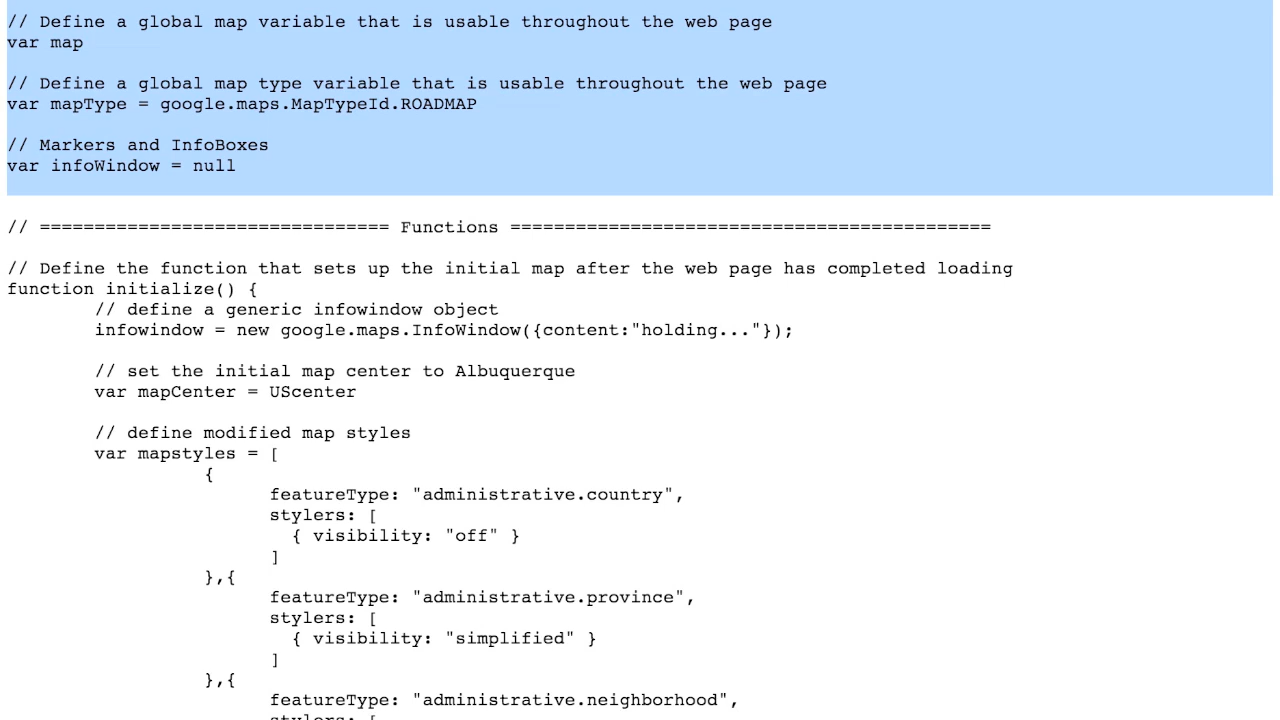 // Define a global map variable that is usable throughout the web page
var map
// Define a global map type variable that is usable throughout the web page
var mapType = google.maps.MapTypeId.ROADMAP
// Markers and InfoBoxes
var infoWindow = null
// ================================ Functions ============================================
// Define the function that sets up the initial map after the web page has completed loading
function initialize() {
// define a generic infowindow object
infowindow = new google.maps.InfoWindow({content:"holding..."});
// set the initial map center to Albuquerque
var mapCenter = UScenter
// define modified map styles
var mapstyles = [
{
featureType: "administrative.country",
stylers: [
{ visibility: "off" }
]
},{
featureType: "administrative.province",
stylers: [
{ visibility: "simplified" }
]
},{
featureType: "administrative.neighborhood",
stylers: [